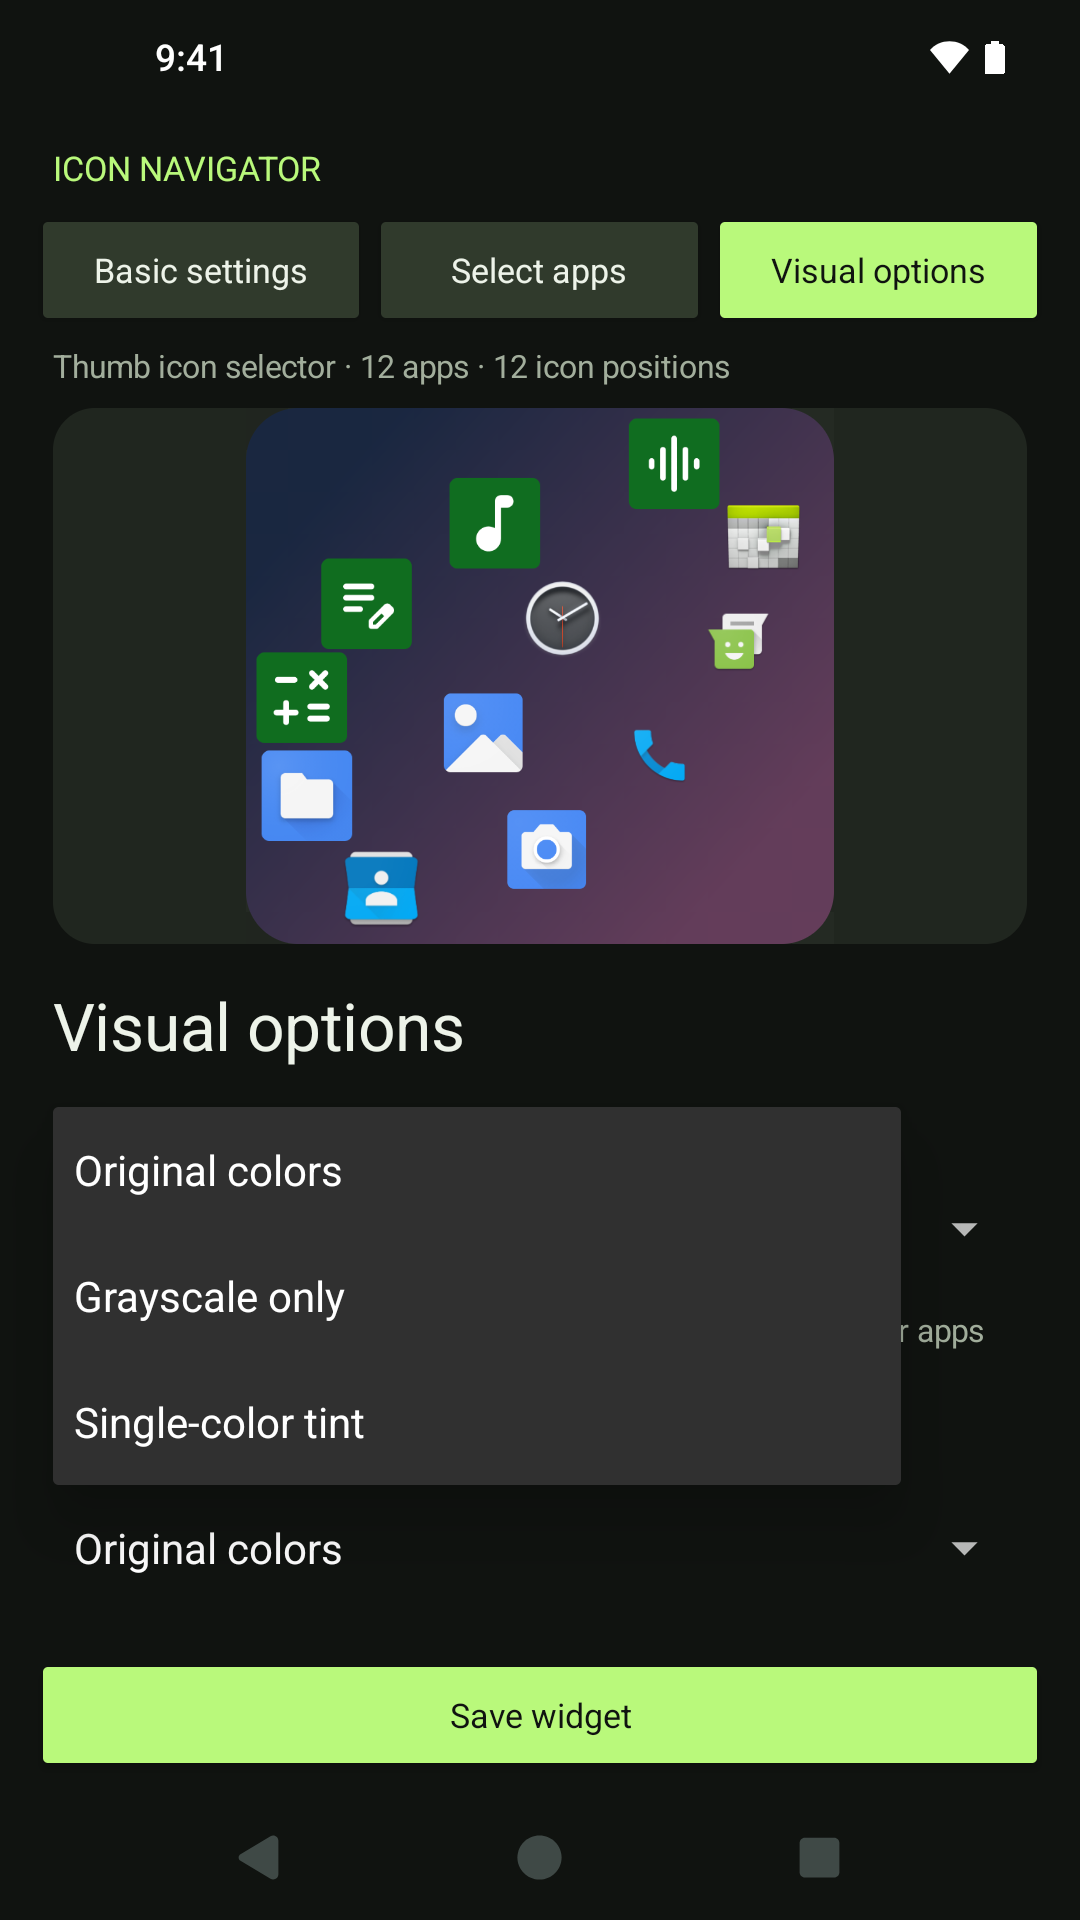 9:41
ICON NAVIGATOR
Basic settings
Select apps
Visual options
Thumb icon selector · 12 apps · 12 icon positions
Visual options
Original colors
Grayscale only
r apps
Single-color tint
Original colors
Save widget